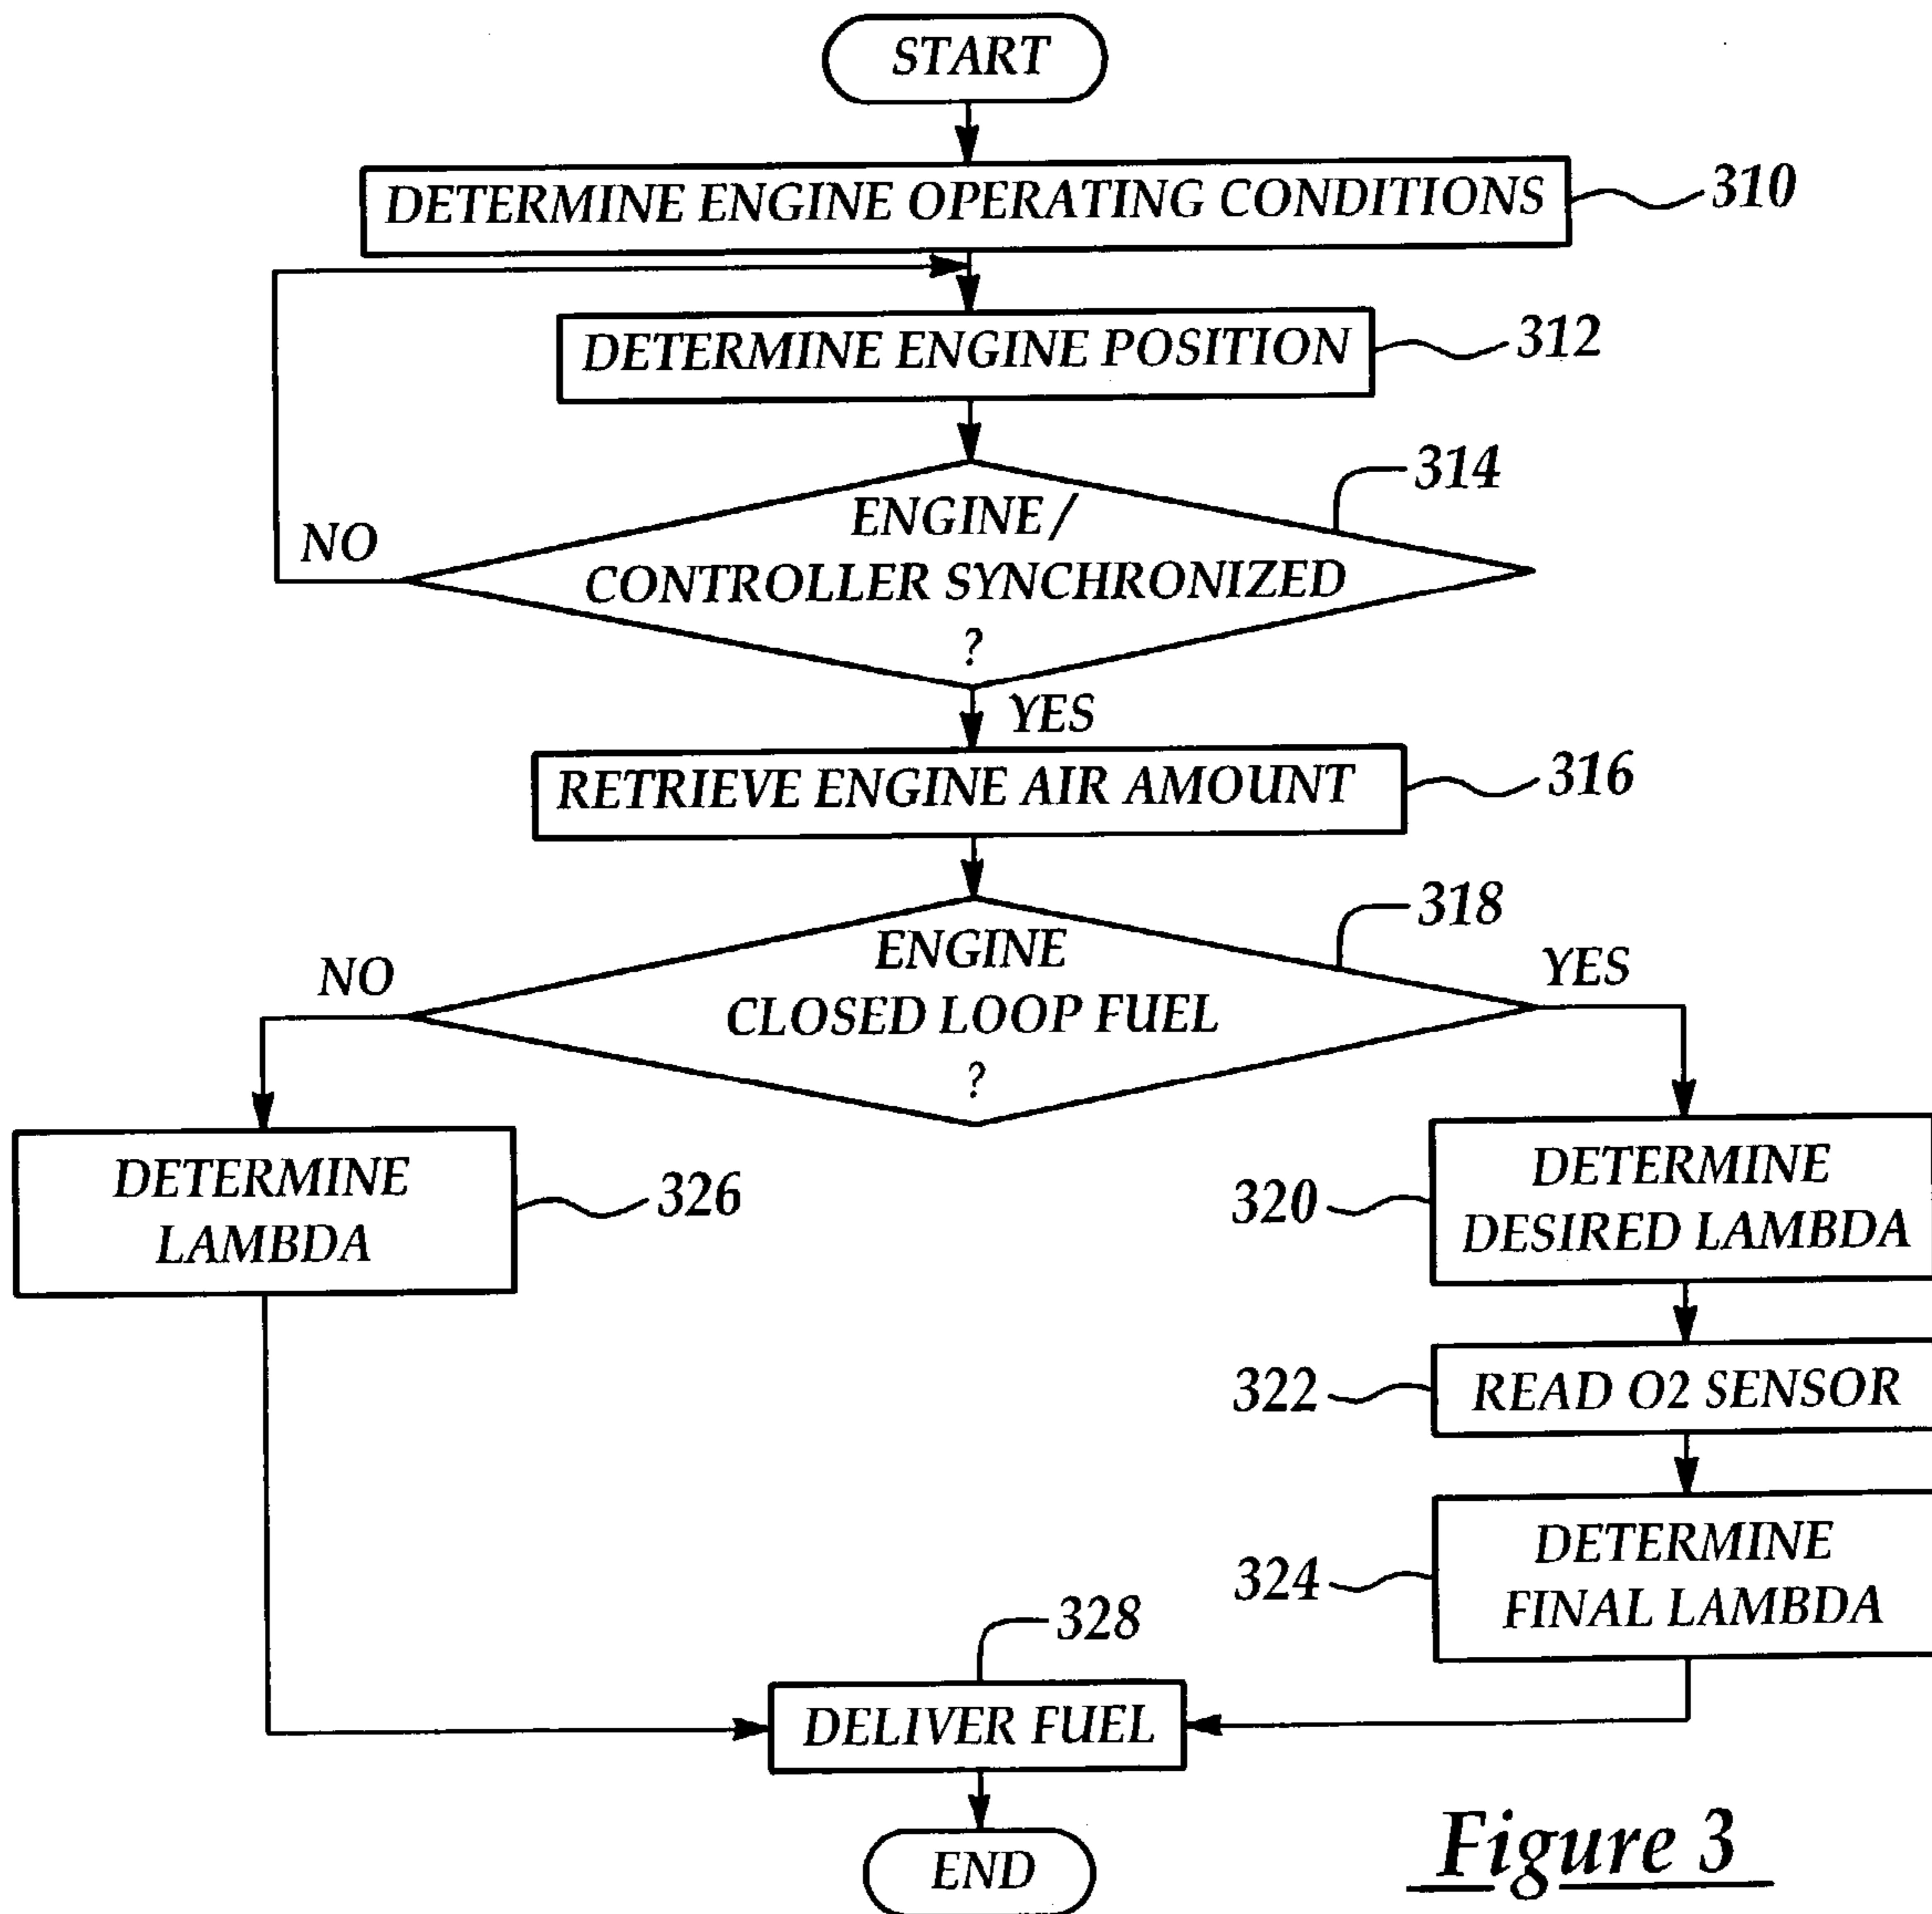 START
DETERMINE ENGINE OPERATING CONDITIONS
310
DETERMINE ENGINE POSITION
312
314
ENGINE/
CONTROLLER SYNCHRONIZED
?
NO
YES
RETRIEVE ENGINE AIR AMOUNT
316
318
ENGINE
CLOSED LOOP FUEL
?
NO
YES
DETERMINE
LAMBDA
326
320
DETERMINE
DESIRED LAMBDA
322
READ O2 SENSOR
324
DETERMINE
FINAL LAMBDA
328
DELIVER FUEL
END
Figure 3